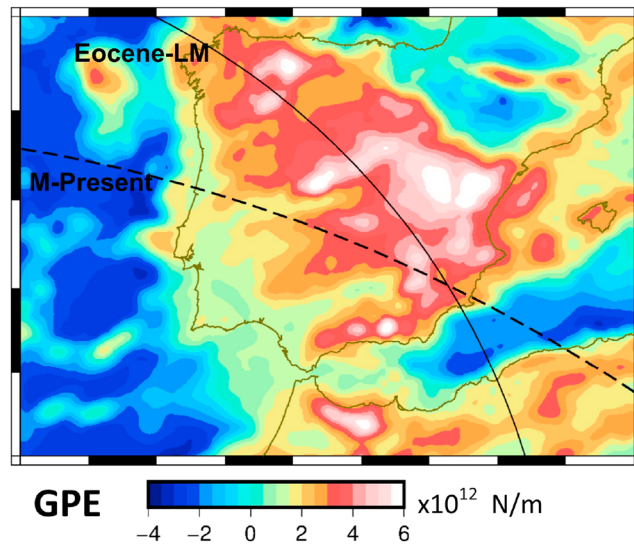 Eocene-LM
M-Present
GPE
x10¹² N/m
−4 −2 0 2 4 6